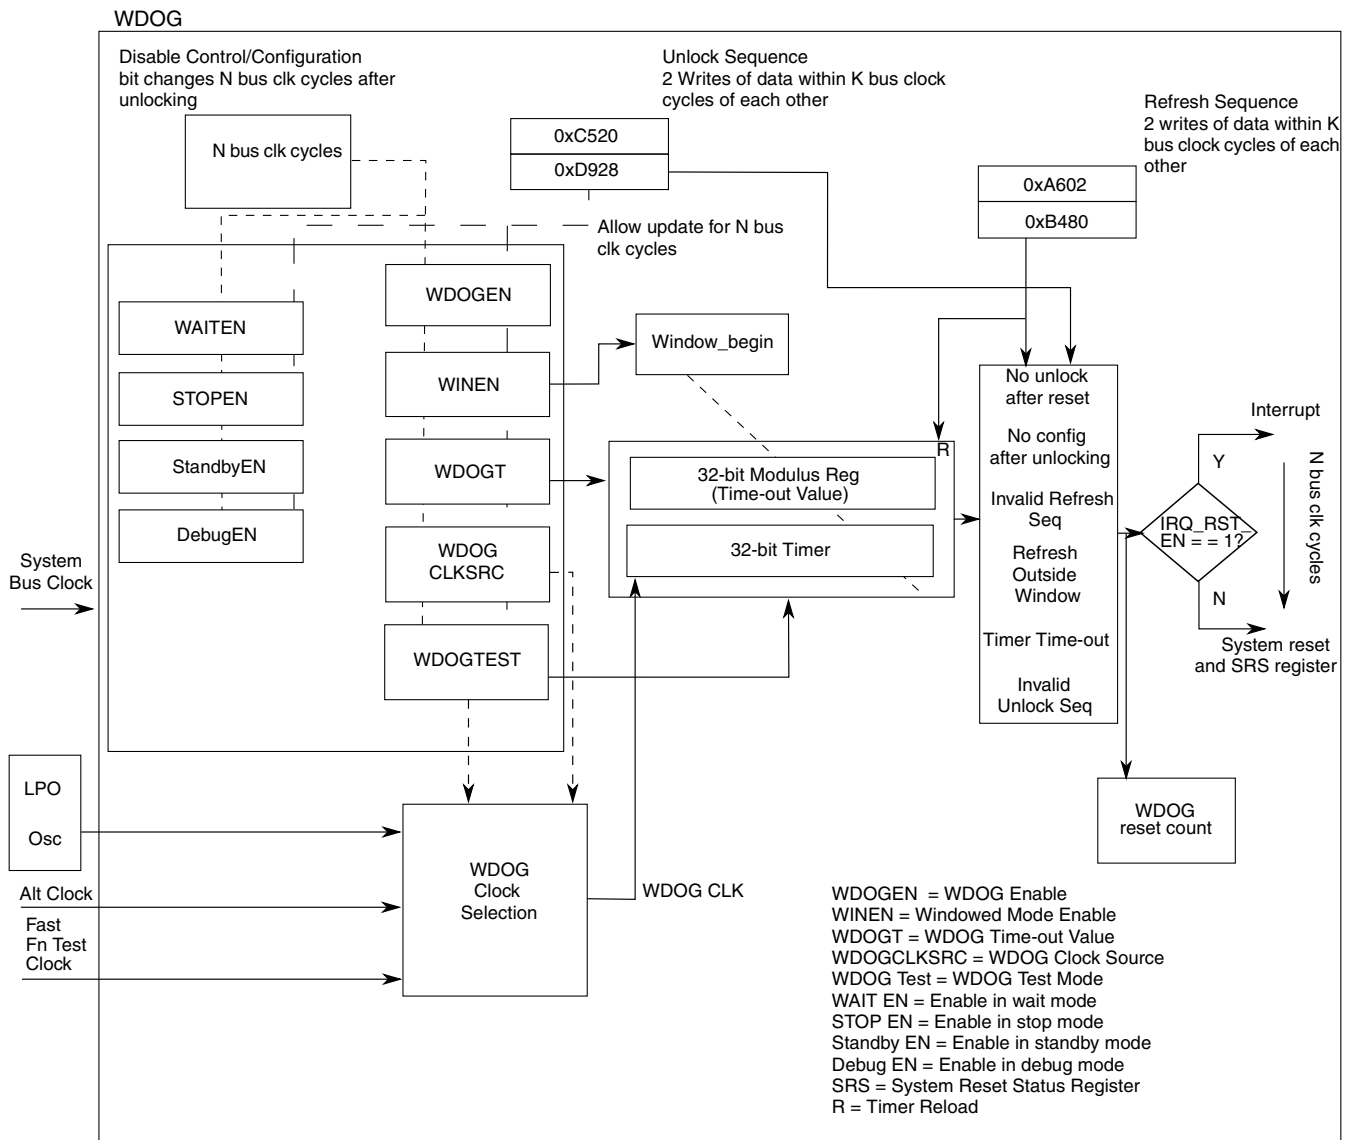 WDOG
Disable Control/Configuration
bit changes N bus clk cycles after
unlocking
Unlock Sequence
2 Writes of data within K bus clock
cycles of each other
Refresh Sequence
2 writes of data within K
bus clock cycles of each
other
N bus clk cycles
0xC520
0xD928
0xA602
0xB480
Allow update for N bus
clk cycles
WDOGEN
WAITEN
WINEN
Window_begin
STOPEN
StandbyEN
WDOGT
DebugEN
WDOG
CLKSRC
WDOGTEST
R
32-bit Modulus Reg
(Time-out Value)
32-bit Timer
No unlock
after reset
No config
after unlocking
Invalid Refresh
Seq
Refresh
Outside
Window
Timer Time-out
Invalid
Unlock Seq
Interrupt
Y
IRQ_RST_
EN = = 1?
N
N bus clk cycles
System reset
and SRS register
System
Bus Clock
LPO
Osc
Alt Clock
Fast
Fn Test
Clock
WDOG
Clock
Selection
WDOG CLK
WDOG
reset count
WDOGEN = WDOG Enable
WINEN = Windowed Mode Enable
WDOGT = WDOG Time-out Value
WDOGCLKSRC = WDOG Clock Source
WDOG Test = WDOG Test Mode
WAIT EN = Enable in wait mode
STOP EN = Enable in stop mode
Standby EN = Enable in standby mode
Debug EN = Enable in debug mode
SRS = System Reset Status Register
R = Timer Reload